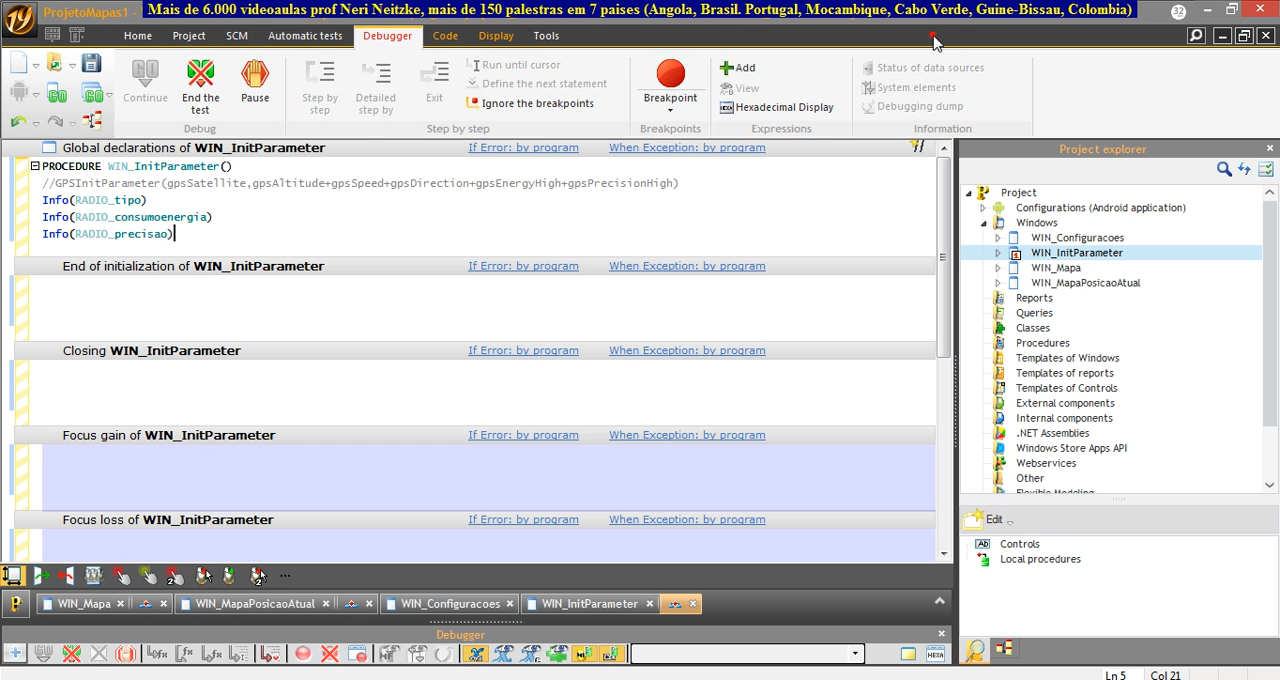 ProjetoMapas1 -
Mais de 6.000 videoaulas prof Neri Neitzke, mais de 150 palestras em 7 paises (Angola, Brasil. Portugal, Mocambique, Cabo Verde, Guine-Bissau, Colombia)
32
19
Home Project SCM Automatic tests Debugger Code Display Tools
GO Continue
End the test
Pause
Debug
Step by step
Detailed step by
Exit
Run until cursor
Define the next statement
Ignore the breakpoints
Step by step
Breakpoint
Breakpoints
Add
View
Hexadecimal Display
Expressions
Status of data sources
System elements
Debugging dump
Information
Global declarations of WIN_InitParameter If Error: by program When Exception: by program
PROCEDURE WIN_InitParameter()
//GPSInitParameter(gpsSatellite,gpsAltitude+gpsSpeed+gpsDirection+gpsEnergyHigh+gpsPrecisionHigh)
Info(RADIO_tipo)
Info(RADIO_consumoenergia)
Info(RADIO_precisao)
End of initialization of WIN_InitParameter If Error: by program When Exception: by program
Closing WIN_InitParameter If Error: by program When Exception: by program
Focus gain of WIN_InitParameter If Error: by program When Exception: by program
Focus loss of WIN_InitParameter If Error: by program When Exception: by program
WIN_Mapa WIN_MapaPosicaoAtual WIN_Configuracoes WIN_InitParameter
Debugger
HEXA
Project explorer
Project
Configurations (Android application)
Windows
WIN_Configuracoes
WIN_InitParameter
WIN_Mapa
WIN_MapaPosicaoAtual
Reports
Queries
Classes
Procedures
Templates of Windows
Templates of reports
Templates of Controls
External components
Internal components
.NET Assemblies
Windows Store Apps API
Webservices
Other
Flexible Modeling
Edit
Controls
Local procedures
Ln 5 Col 21